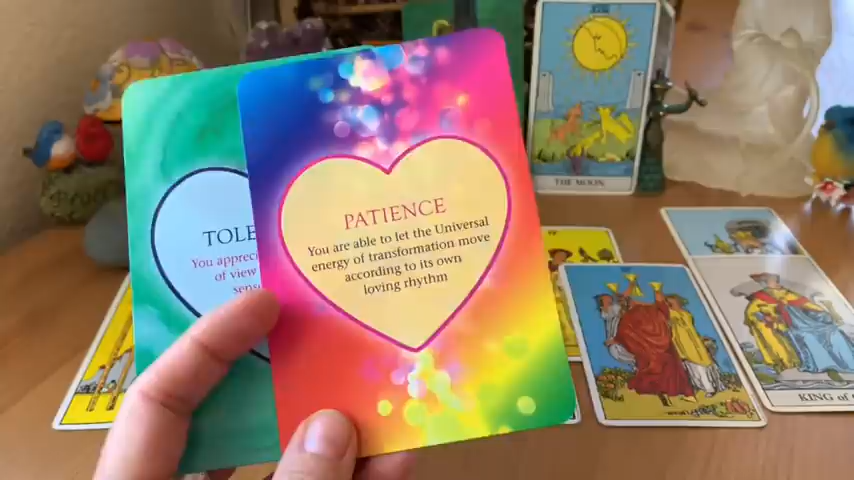 TOLE
You apprec
of view
sens
PATIENCE
You are able to let the Universal
energy of transformation move
according to its own
loving rhythm
THE MOON
KING of